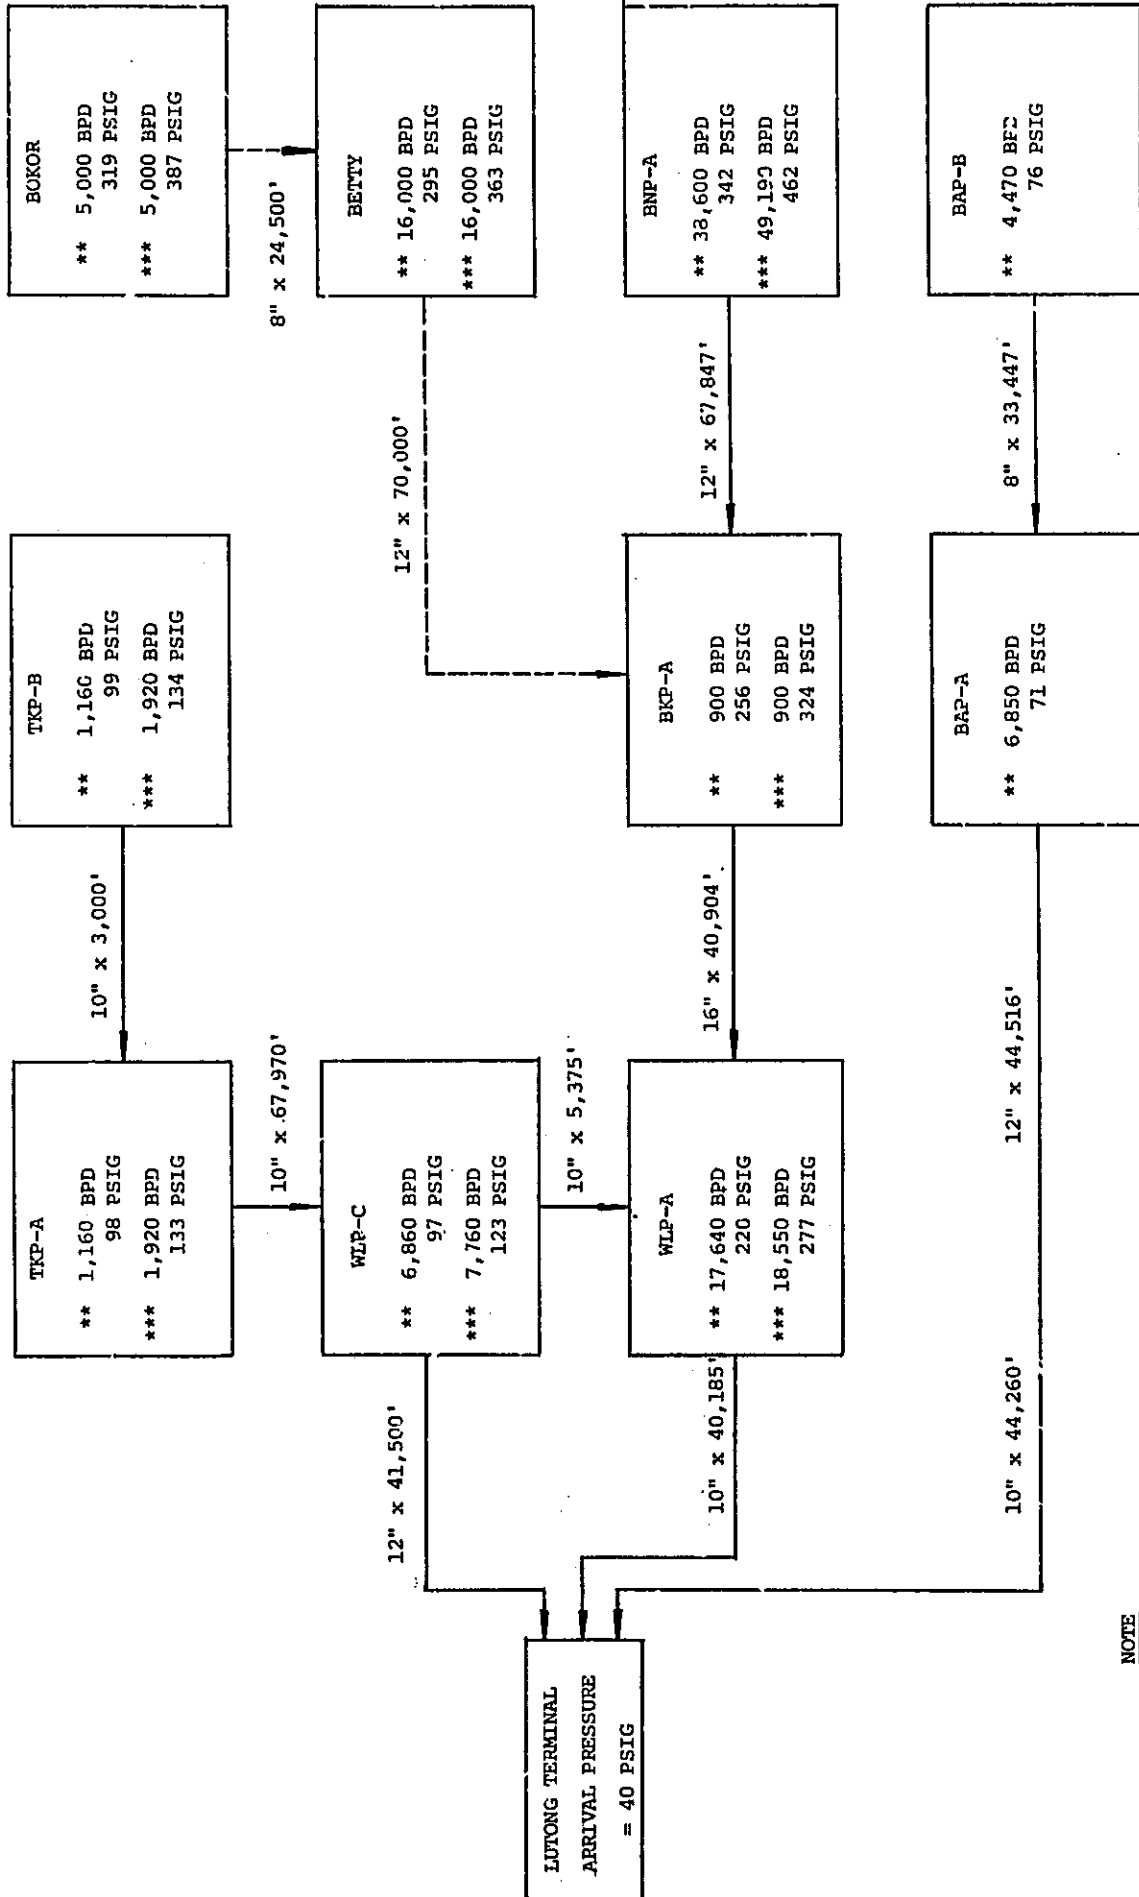 BOKOR
** 5,000 BPD
319 PSIG
*** 5,000 BPD
387 PSIG
8" x 24,500'
BETTY
** 16,000 BPD
295 PSIG
*** 16,000 BPD
363 PSIG
12" x 70,000'
BNP-A
** 38,600 BPD
342 PSIG
*** 49,190 BPD
462 PSIG
12" x 67,847'
BAP-B
** 4,470 BPD
76 PSIG
8" x 33,447'
TKP-B
** 1,160 BPD
99 PSIG
*** 1,920 BPD
134 PSIG
10" x 3,000'
BKP-A
** 900 BPD
256 PSIG
*** 900 BPD
324 PSIG
16" x 40,904'
BAP-A
** 6,850 BPD
71 PSIG
12" x 44,516'
10" x 44,260'
TKP-A
** 1,160 BPD
98 PSIG
*** 1,920 BPD
133 PSIG
10" x 67,970'
WLP-C
** 6,860 BPD
97 PSIG
*** 7,760 BPD
123 PSIG
10" x 5,375'
12" x 41,500'
WLP-A
** 17,640 BPD
220 PSIG
*** 18,550 BPD
277 PSIG
10" x 40,185'
LUTONG TERMINAL
ARRIVAL PRESSURE
= 40 PSIG
NOTE